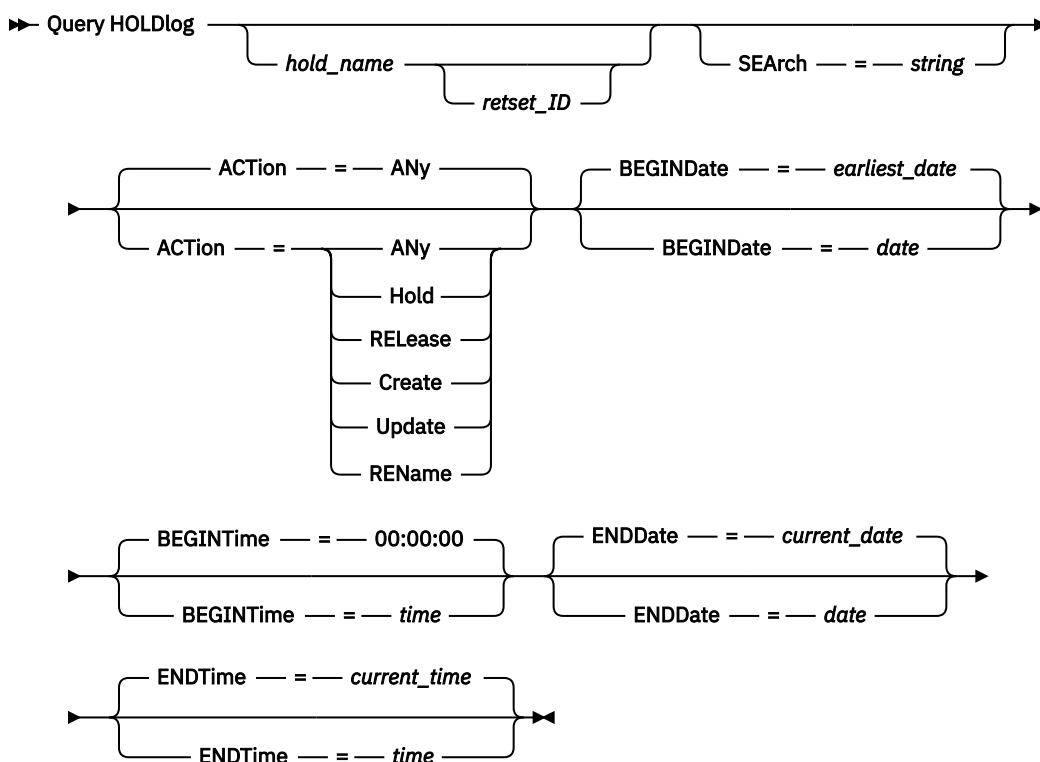 Query HOLDlog
hold_name
SEArch = string
retset_ID
ACTion = ANy
BEGINDate = earliest_date
ACTion = ANy
BEGINDate = date
Hold
RELease
Create
Update
REName
BEGINTime = 00:00:00
ENDDate = current_date
BEGINTime = time
ENDDate = date
ENDTime = current_time
ENDTime = time